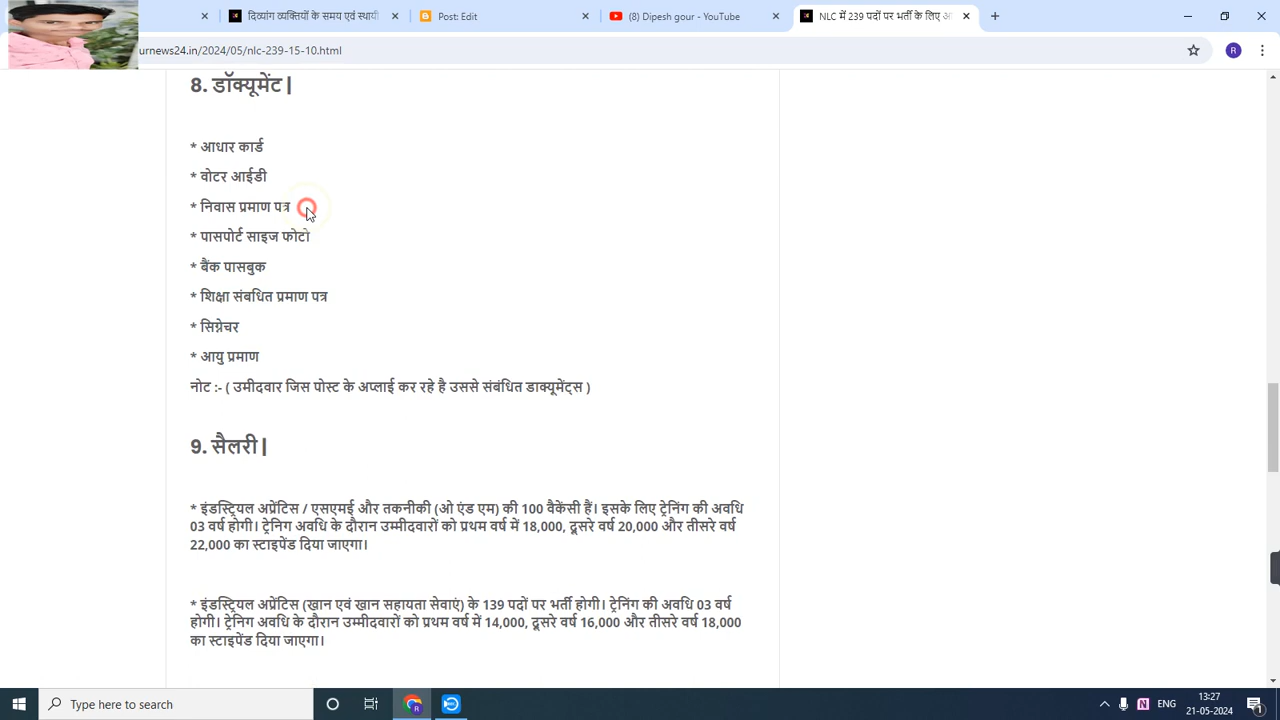 दिव्यांग व्यक्तियों के समय एवं स्थायी
Post: Edit
(8) Dipesh gour - YouTube
NLC में 239 पदों पर भर्ती के लिए
urnews24.in/2024/05/nlc-239-15-10.html
R
8. डॉक्यूमेंट |
* आधार कार्ड
* वोटर आईडी
* निवास प्रमाण पत्र
* पासपोर्ट साइज फोटो
* बैंक पासबुक
* शिक्षा संबधित प्रमाण पत्र
* सिग्नेचर
* आयु प्रमाण
नोट :- ( उमीदवार जिस पोस्ट के अप्लाई कर रहे है उससे संबंधित डाक्यूमेंट्स )
9. सैलरी |
* इंडस्ट्रियल अप्रेंटिस / एसएमई और तकनीकी (ओ एंड एम) की 100 वैकेंसी हैं। इसके लिए ट्रेनिंग की अवधि
03 वर्ष होगी। ट्रेनिग अवधि के दौरान उम्मीदवारों को प्रथम वर्ष में 18,000, दूसरे वर्ष 20,000 और तीसरे वर्ष
22,000 का स्टाइपेंड दिया जाएगा।
* इंडस्ट्रियल अप्रेंटिस (खान एवं खान सहायता सेवाएं) के 139 पदों पर भर्ती होगी। ट्रेनिंग की अवधि 03 वर्ष
होगी। ट्रेनिग अवधि के दौरान उम्मीदवारों को प्रथम वर्ष में 14,000, दूसरे वर्ष 16,000 और तीसरे वर्ष 18,000
का स्टाइपेंड दिया जाएगा।
Type here to search
ENG
13:27
21-05-2024